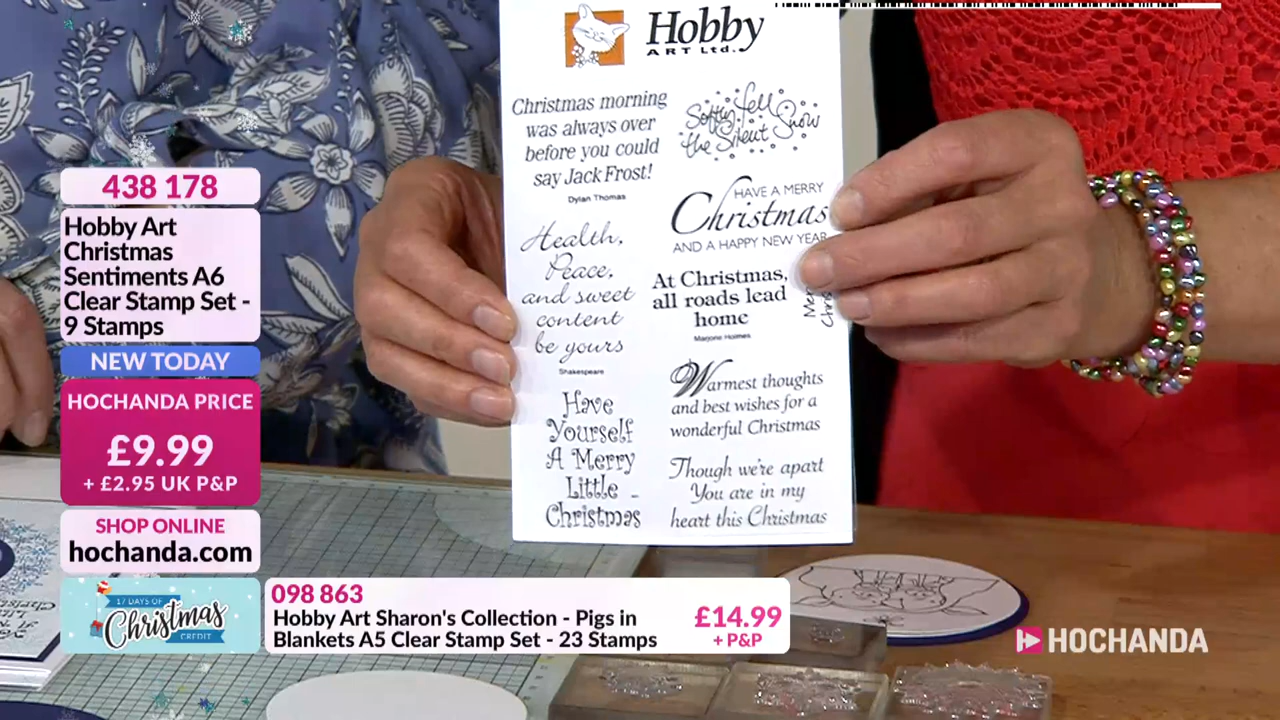 Hobby
ART Ltd.
Christmas morning
was always over
before you could
say Jack Frost!
Dylan Thomas
Health,
Peace,
and sweet
content
be yours
Shakespeare
Have
Yourself
A Merry
Little
Christmas
Softly fell
the Silent Snow
HAVE A MERRY
Christmas
AND A HAPPY NEW YEAR
At Christmas,
all roads lead
home
Marjorie Holmes
Warmest thoughts
and best wishes for a
wonderful Christmas
Though we're apart
You are in my
heart this Christmas
438 178
Hobby Art
Christmas
Sentiments A6
Clear Stamp Set -
9 Stamps
NEW TODAY
HOCHANDA PRICE
£9.99
+ £2.95 UK P&P
SHOP ONLINE
hochanda.com
17 DAYS OF
Christmas
CREDIT
098 863
Hobby Art Sharon's Collection - Pigs in
Blankets A5 Clear Stamp Set - 23 Stamps
£14.99
+ P&P
HOCHANDA